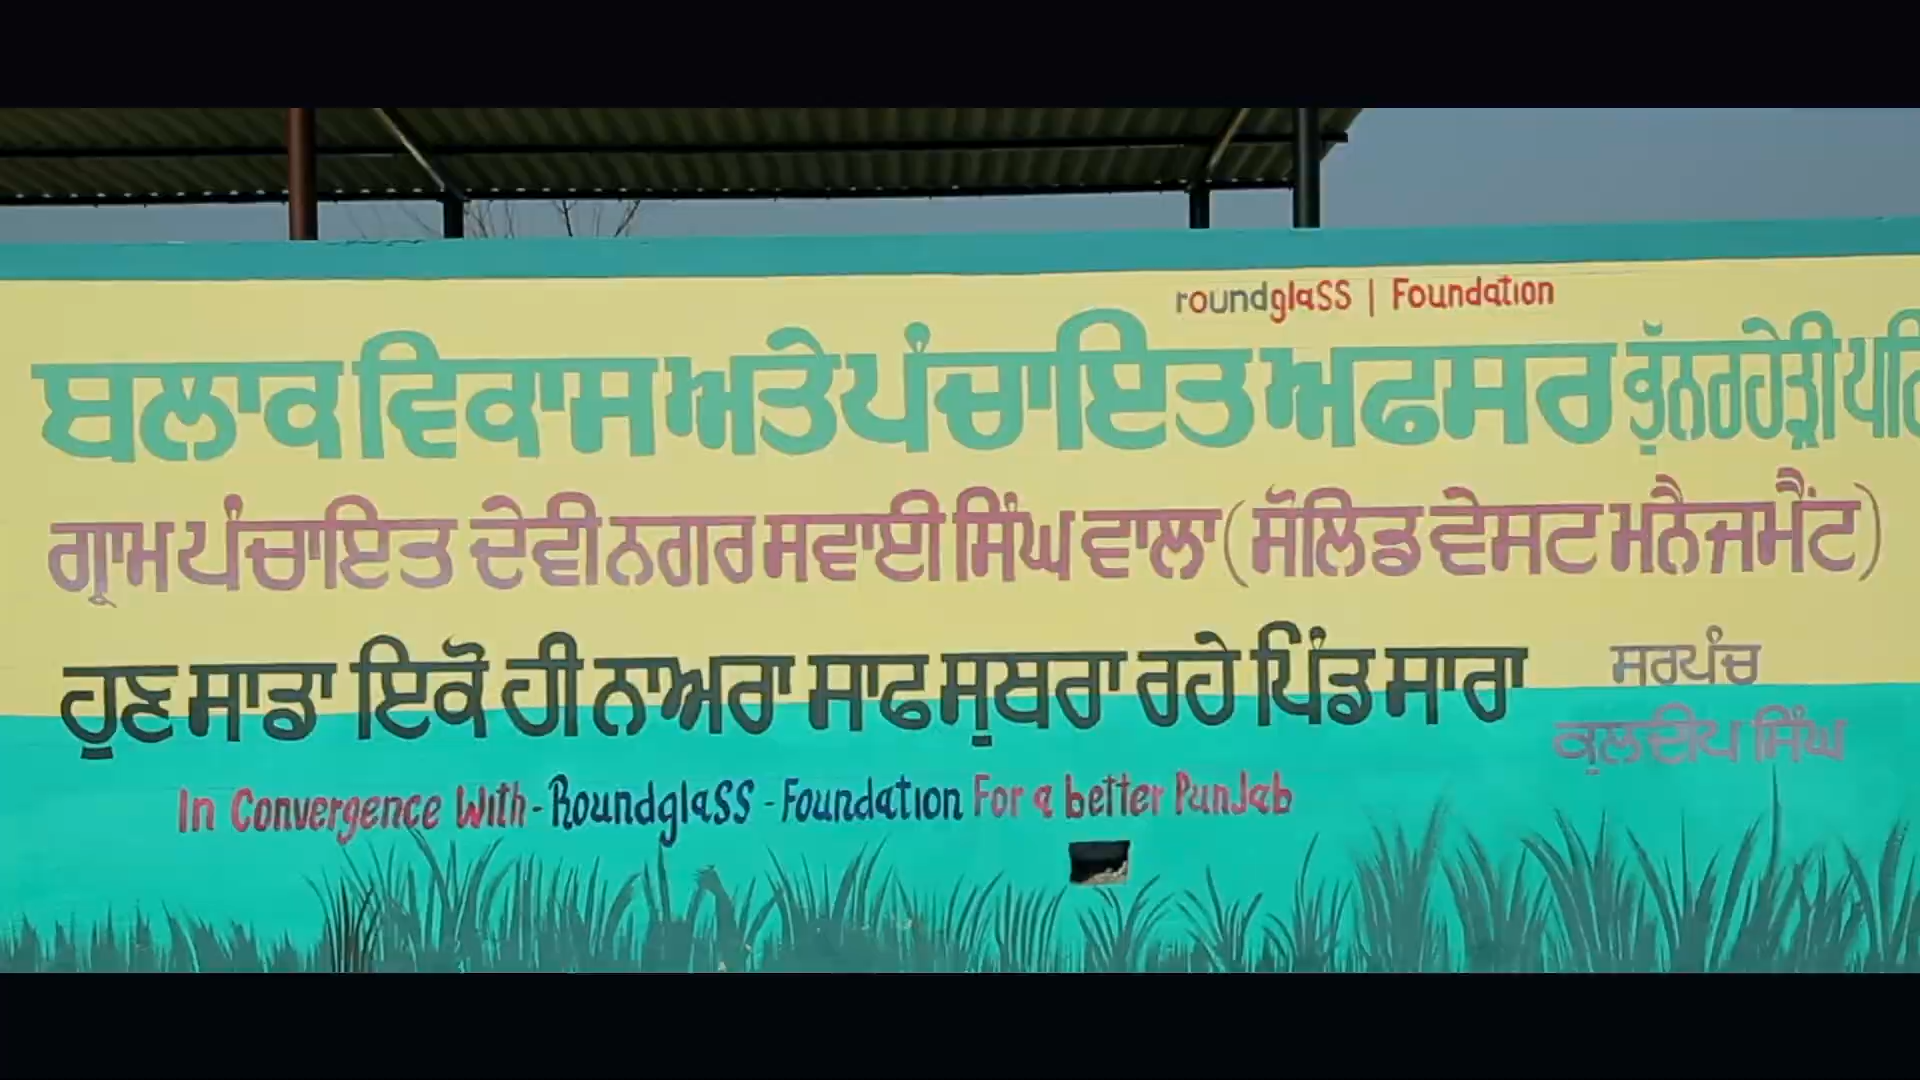 roundglaSS | Foundation
ਬਲਾਕ ਵਿਕਾਸ ਅਤੇ ਪੰਚਾਇਤ ਅਫਸਰ ਭੁੱਨਰਹੇੜੀ
ਗ੍ਰਾਮ ਪੰਚਾਇਤ ਦੇਵੀ ਨਗਰ ਸਵਾਈ ਸਿੰਘ ਵਾਲਾ (ਸੋਲਿਡ ਵੇਸਟ ਮਨੈਜਮੈਂਟ)
ਹੁਣ ਸਾਡਾ ਇਕੋ ਹੀ ਨਾਅਰਾ ਸਾਫ ਸੁਥਰਾ ਰਹੇ ਪਿੰਡ ਸਾਰਾ
ਸਰਪੰਚ
ਕੁਲਦੀਪ ਸਿੰਘ
In Convergence With - RoundglaSS - Foundation For a better PunJab